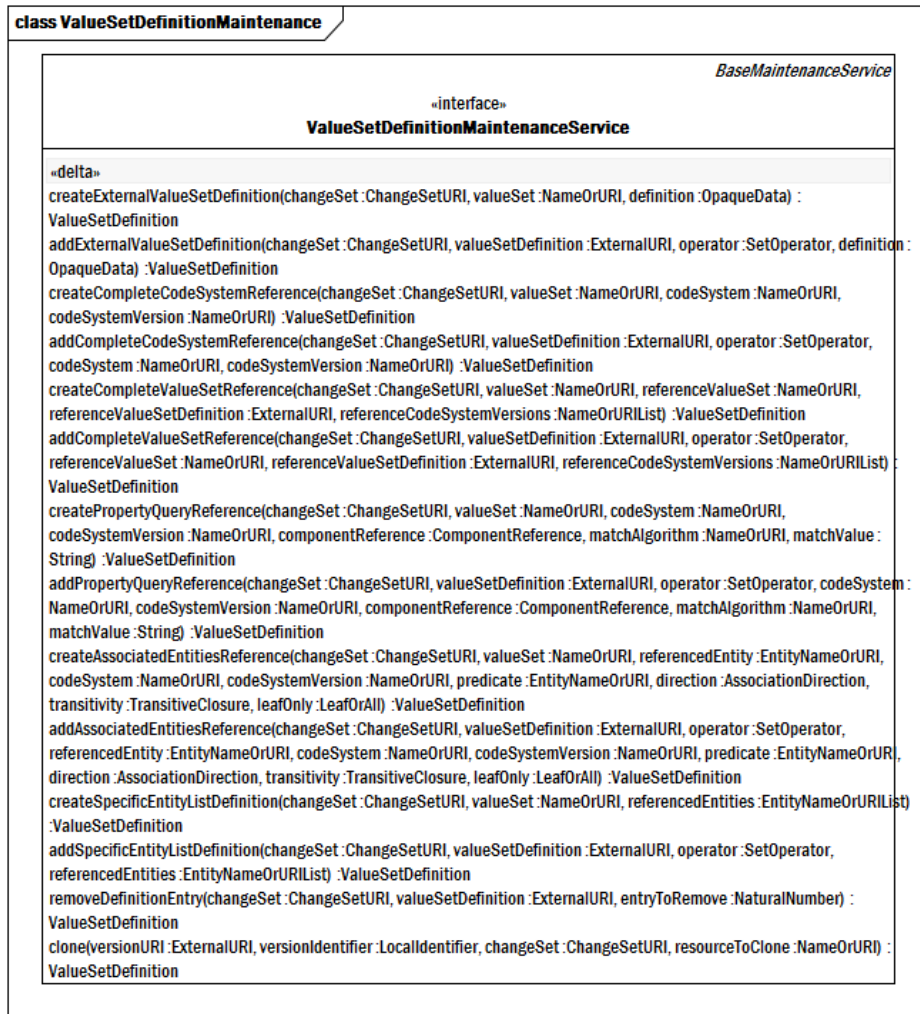 class ValueSetDefinitionMaintenance
BaseMaintenanceService
«interface»
ValueSetDefinitionMaintenanceService
«delta»
createExternalValueSetDefinition(changeSet :ChangeSetURI, valueSet :NameOrURI, definition :OpaqueData) :
ValueSetDefinition
addExternalValueSetDefinition(changeSet :ChangeSetURI, valueSetDefinition :ExternalURI, operator :SetOperator, definition :
OpaqueData) :ValueSetDefinition
createCompleteCodeSystemReference(changeSet :ChangeSetURI, valueSet :NameOrURI, codeSystem :NameOrURI,
codeSystemVersion :NameOrURI) :ValueSetDefinition
addCompleteCodeSystemReference(changeSet :ChangeSetURI, valueSetDefinition :ExternalURI, operator :SetOperator,
codeSystem :NameOrURI, codeSystemVersion :NameOrURI) :ValueSetDefinition
createCompleteValueSetReference(changeSet :ChangeSetURI, valueSet :NameOrURI, referenceValueSet :NameOrURI,
referenceValueSetDefinition :ExternalURI, referenceCodeSystemVersions :NameOrURIList) :ValueSetDefinition
addCompleteValueSetReference(changeSet :ChangeSetURI, valueSetDefinition :ExternalURI, operator :SetOperator,
referenceValueSet :NameOrURI, referenceValueSetDefinition :ExternalURI, referenceCodeSystemVersions :NameOrURIList) :
ValueSetDefinition
createPropertyQueryReference(changeSet :ChangeSetURI, valueSet :NameOrURI, codeSystem :NameOrURI,
codeSystemVersion :NameOrURI, componentReference :ComponentReference, matchAlgorithm :NameOrURI, matchValue :
String) :ValueSetDefinition
addPropertyQueryReference(changeSet :ChangeSetURI, valueSetDefinition :ExternalURI, operator :SetOperator, codeSystem :
NameOrURI, codeSystemVersion :NameOrURI, componentReference :ComponentReference, matchAlgorithm :NameOrURI,
matchValue :String) :ValueSetDefinition
createAssociatedEntitiesReference(changeSet :ChangeSetURI, valueSet :NameOrURI, referencedEntity :EntityNameOrURI,
codeSystem :NameOrURI, codeSystemVersion :NameOrURI, predicate :EntityNameOrURI, direction :AssociationDirection,
transitivity :TransitiveClosure, leafOnly :LeafOrAll) :ValueSetDefinition
addAssociatedEntitiesReference(changeSet :ChangeSetURI, valueSetDefinition :ExternalURI, operator :SetOperator,
referencedEntity :EntityNameOrURI, codeSystem :NameOrURI, codeSystemVersion :NameOrURI, predicate :EntityNameOrURI,
direction :AssociationDirection, transitivity :TransitiveClosure, leafOnly :LeafOrAll) :ValueSetDefinition
createSpecificEntityListDefinition(changeSet :ChangeSetURI, valueSet :NameOrURI, referencedEntities :EntityNameOrURIList)
:ValueSetDefinition
addSpecificEntityListDefinition(changeSet :ChangeSetURI, valueSetDefinition :ExternalURI, operator :SetOperator,
referencedEntities :EntityNameOrURIList) :ValueSetDefinition
removeDefinitionEntry(changeSet :ChangeSetURI, valueSetDefinition :ExternalURI, entryToRemove :NaturalNumber) :
ValueSetDefinition
clone(versionURI :ExternalURI, versionIdentifier :LocalIdentifier, changeSet :ChangeSetURI, resourceToClone :NameOrURI) :
ValueSetDefinition